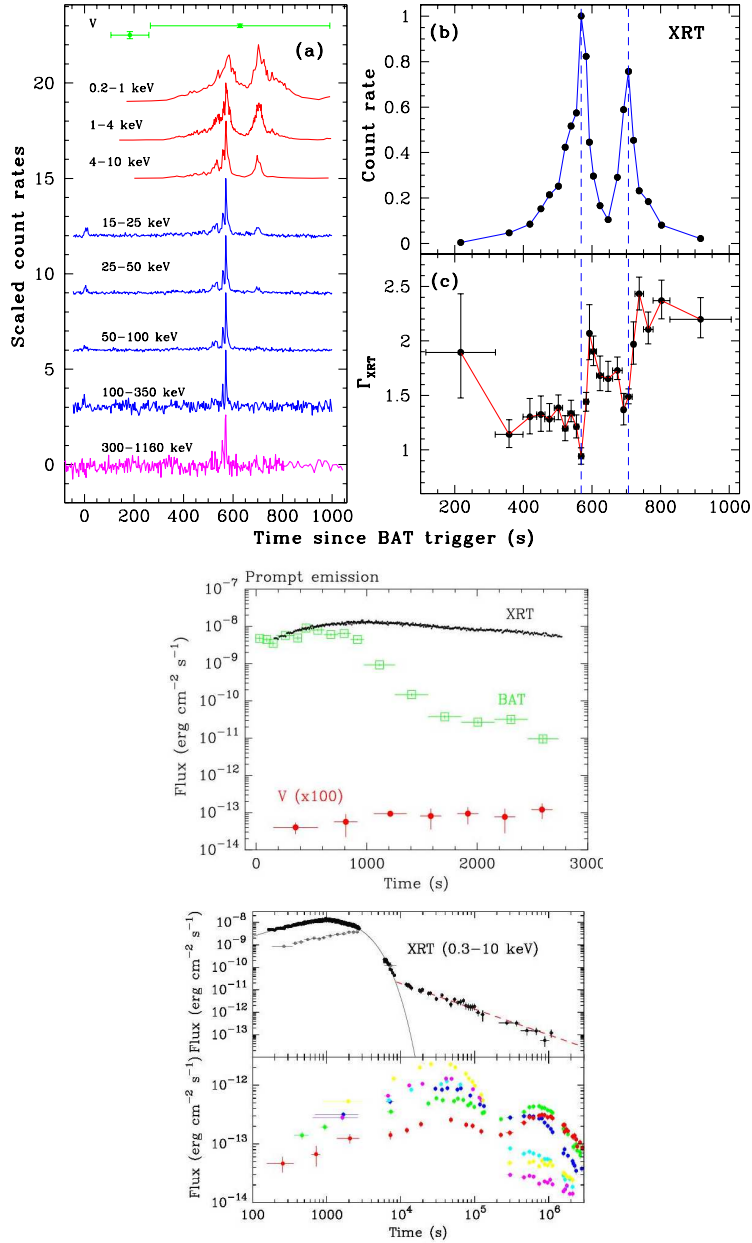 V
(a)
0.2−1 keV
1−4 keV
4−10 keV
15−25 keV
25−50 keV
50−100 keV
100−350 keV
300−1160 keV
20
15
10
5
0
Scaled count rates
0 200 400 600 800 1000
(b) XRT
1
0.8
0.6
0.4
0.2
0
Count rate
(c)
2.5
2
1.5
1
ΓXRT
200 400 600 800 1000
Time since BAT trigger (s)
Prompt emission
XRT
BAT
V (x100)
10−7
10−8
10−9
10−10
10−11
10−12
10−13
10−14
Flux (erg cm−2 s−1)
0 1000 2000 3000
Time (s)
XRT (0.3−10 keV)
10−8
10−9
10−10
10−11
10−12
10−13
Flux (erg cm−2 s−1)
10−12
10−13
10−14
Flux (erg cm−2 s−1)
100 1000 104 105 106
Time (s)